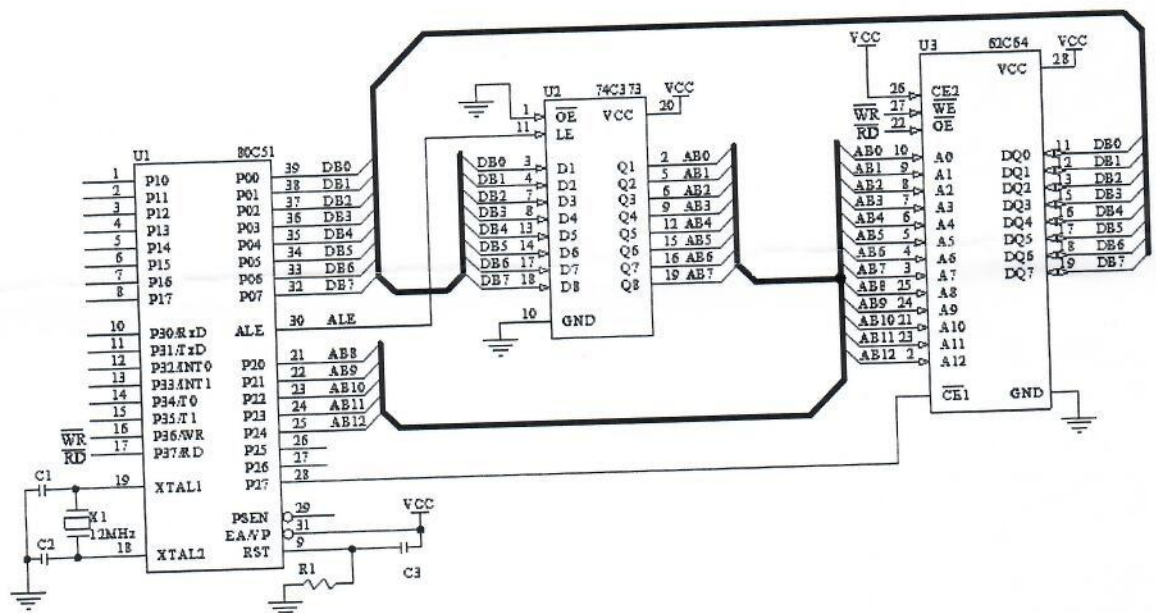 U1 80C51
1 P10
2 P11
3 P12
4 P13
5 P14
6 P15
7 P16
8 P17
10 P30/RxD
11 P31/TxD
12 P32/INT0
13 P33/INT1
14 P34/T0
15 P35/T1
WR 16 P36/WR
RD 17 P37/RD
19 XTAL1
18 XTAL2
P00 39 DB0
P01 38 DB1
P02 37 DB2
P03 36 DB3
P04 35 DB4
P05 34 DB5
P06 33 DB6
P07 32 DB7
ALE 30 ALE
P20 21 AB8
P21 22 AB9
P22 23 AB10
P23 24 AB11
P24 25 AB12
P25 26
P26 27
P27 28
PSEN 29
EA/VP 31
RST 9
C1
X1
12MHz
C2
R1
C3
VCC
U2 74C373
1 OE
11 LE
VCC 20 VCC
DB0 3 D1
DB1 4 D2
DB2 7 D3
DB3 8 D4
DB4 13 D5
DB5 14 D6
DB6 17 D7
DB7 18 D8
10 GND
Q1 2 AB0
Q2 5 AB1
Q3 6 AB2
Q4 9 AB3
Q5 12 AB4
Q6 15 AB5
Q7 16 AB6
Q8 19 AB7
U3 62C64
VCC
VCC 28 VCC
26 CE2
WR 27 WE
RD 22 OE
AB0 10 A0
AB1 9 A1
AB2 8 A2
AB3 7 A3
AB4 6 A4
AB5 5 A5
AB6 4 A6
AB7 3 A7
AB8 25 A8
AB9 24 A9
AB10 21 A10
AB11 23 A11
AB12 2 A12
CE1
GND
DQ0 11 DB0
DQ1 2 DB1
DQ2 3 DB2
DQ3 5 DB3
DQ4 6 DB4
DQ5 7 DB5
DQ6 8 DB6
DQ7 9 DB7